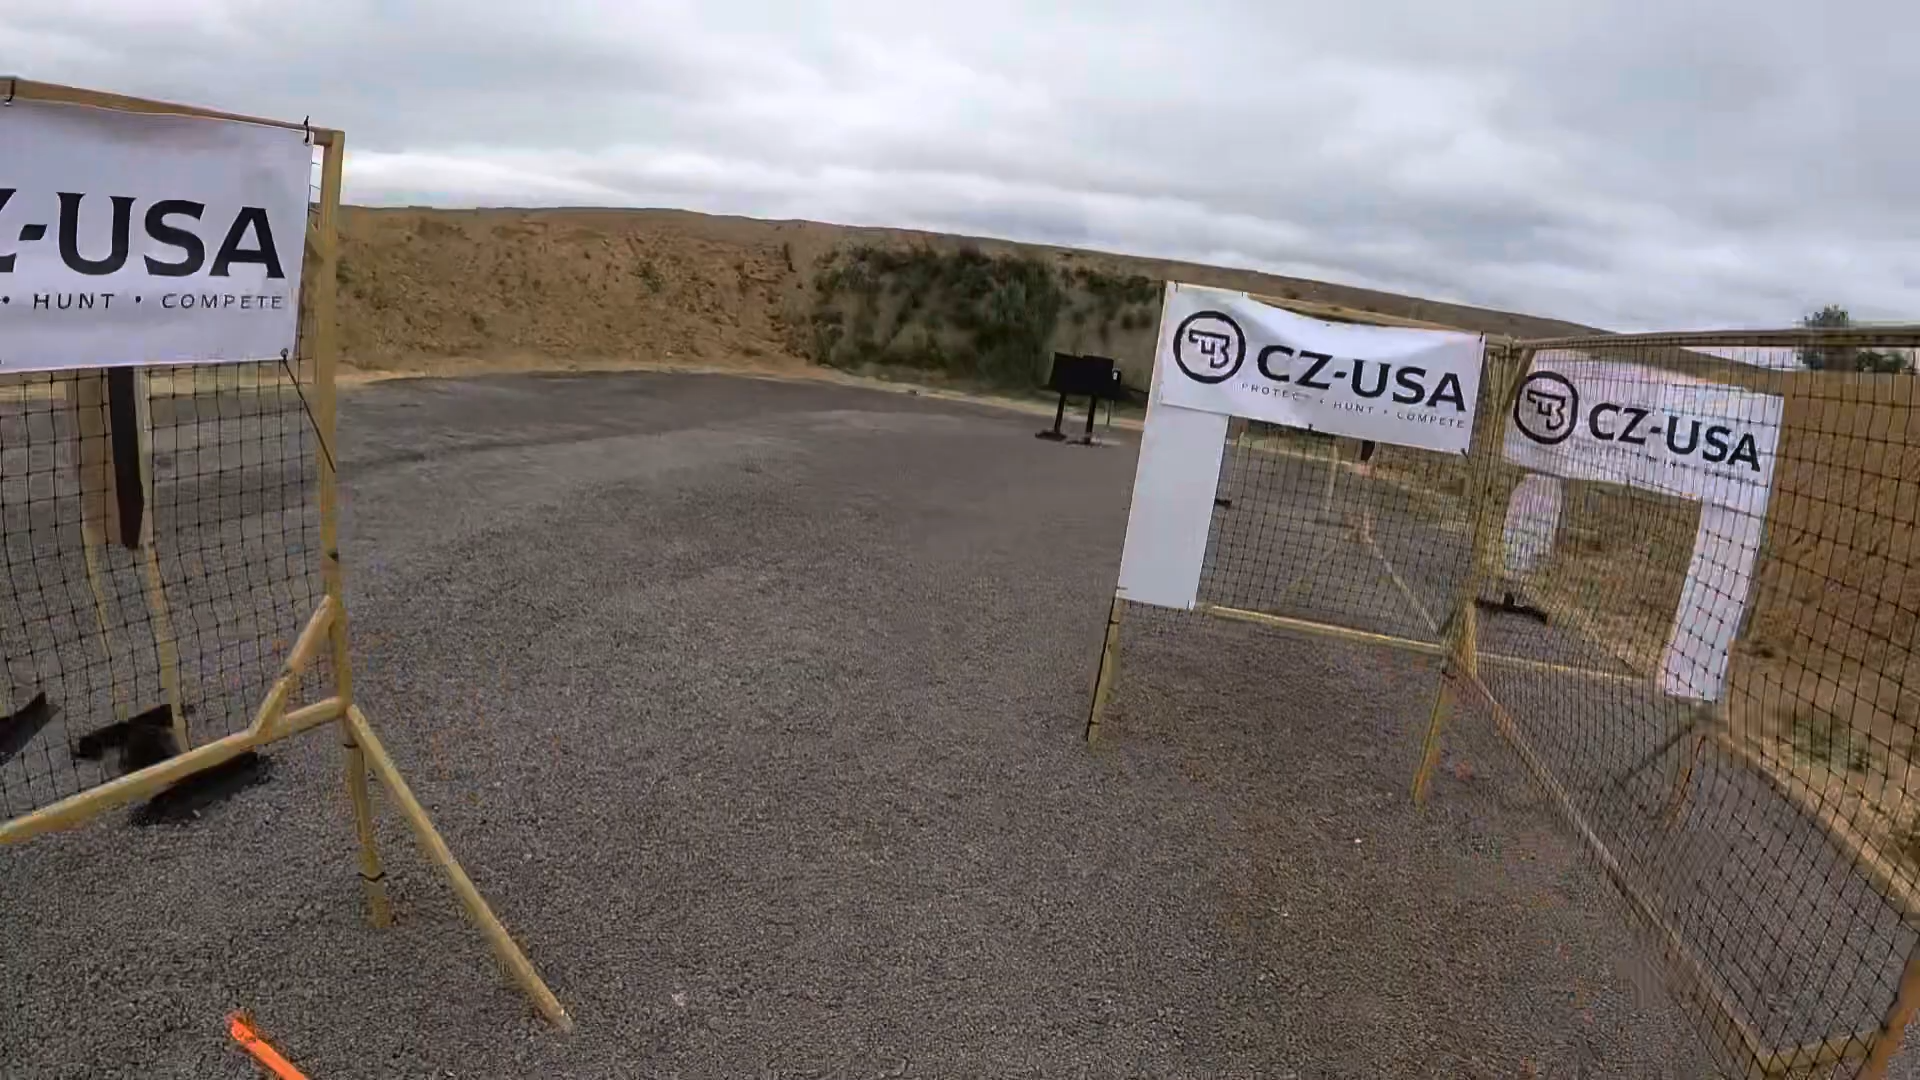 Z-USA
• HUNT • COMPETE
CZ-USA
PROTECT • HUNT • COMPETE
CZ-USA